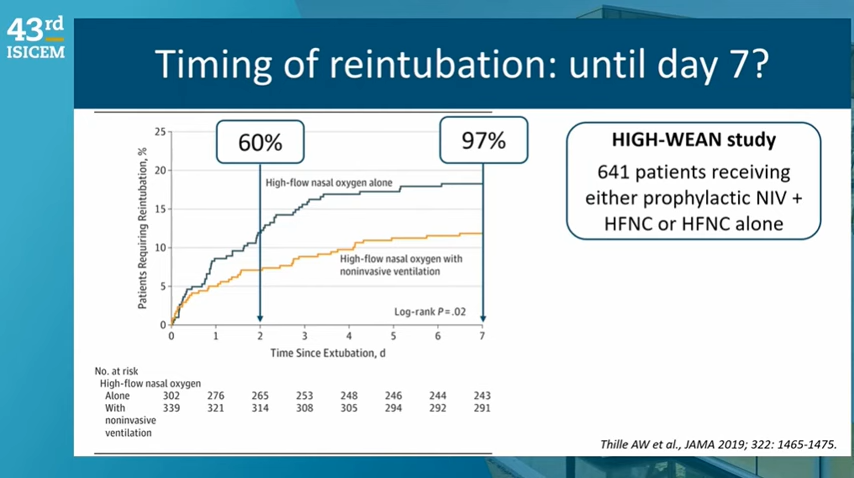 43rd
ISICEM
Timing of reintubation: until day 7?
60%
97%
HIGH-WEAN study
641 patients receiving
either prophylactic NIV +
HFNC or HFNC alone
Patients Requiring Reintubation, %
25
20
15
10
5
0
High-flow nasal oxygen alone
High-flow nasal oxygen with
noninvasive ventilation
Log-rank P=.02
0 1 2 3 4 5 6 7
Time Since Extubation, d
No. at risk
High-flow nasal oxygen
Alone 302 276 265 253 248 246 244 243
With 339 321 314 308 305 294 292 291
noninvasive
ventilation
Thille AW et al., JAMA 2019; 322: 1465-1475.